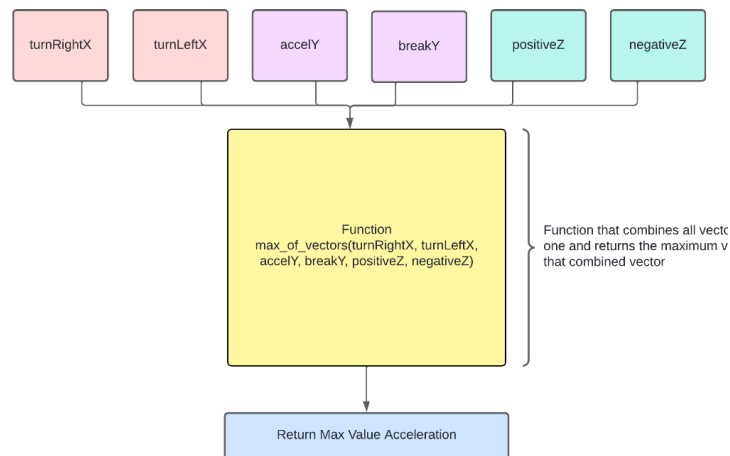 turnRightX
turnLeftX
accelY
breakY
positiveZ
negativeZ
Function
max_of_vectors(turnRightX, turnLeftX,
accelY, breakY, positiveZ, negativeZ)
Function that combines all
one and returns the maximum
that combined vector
Return Max Value Acceleration